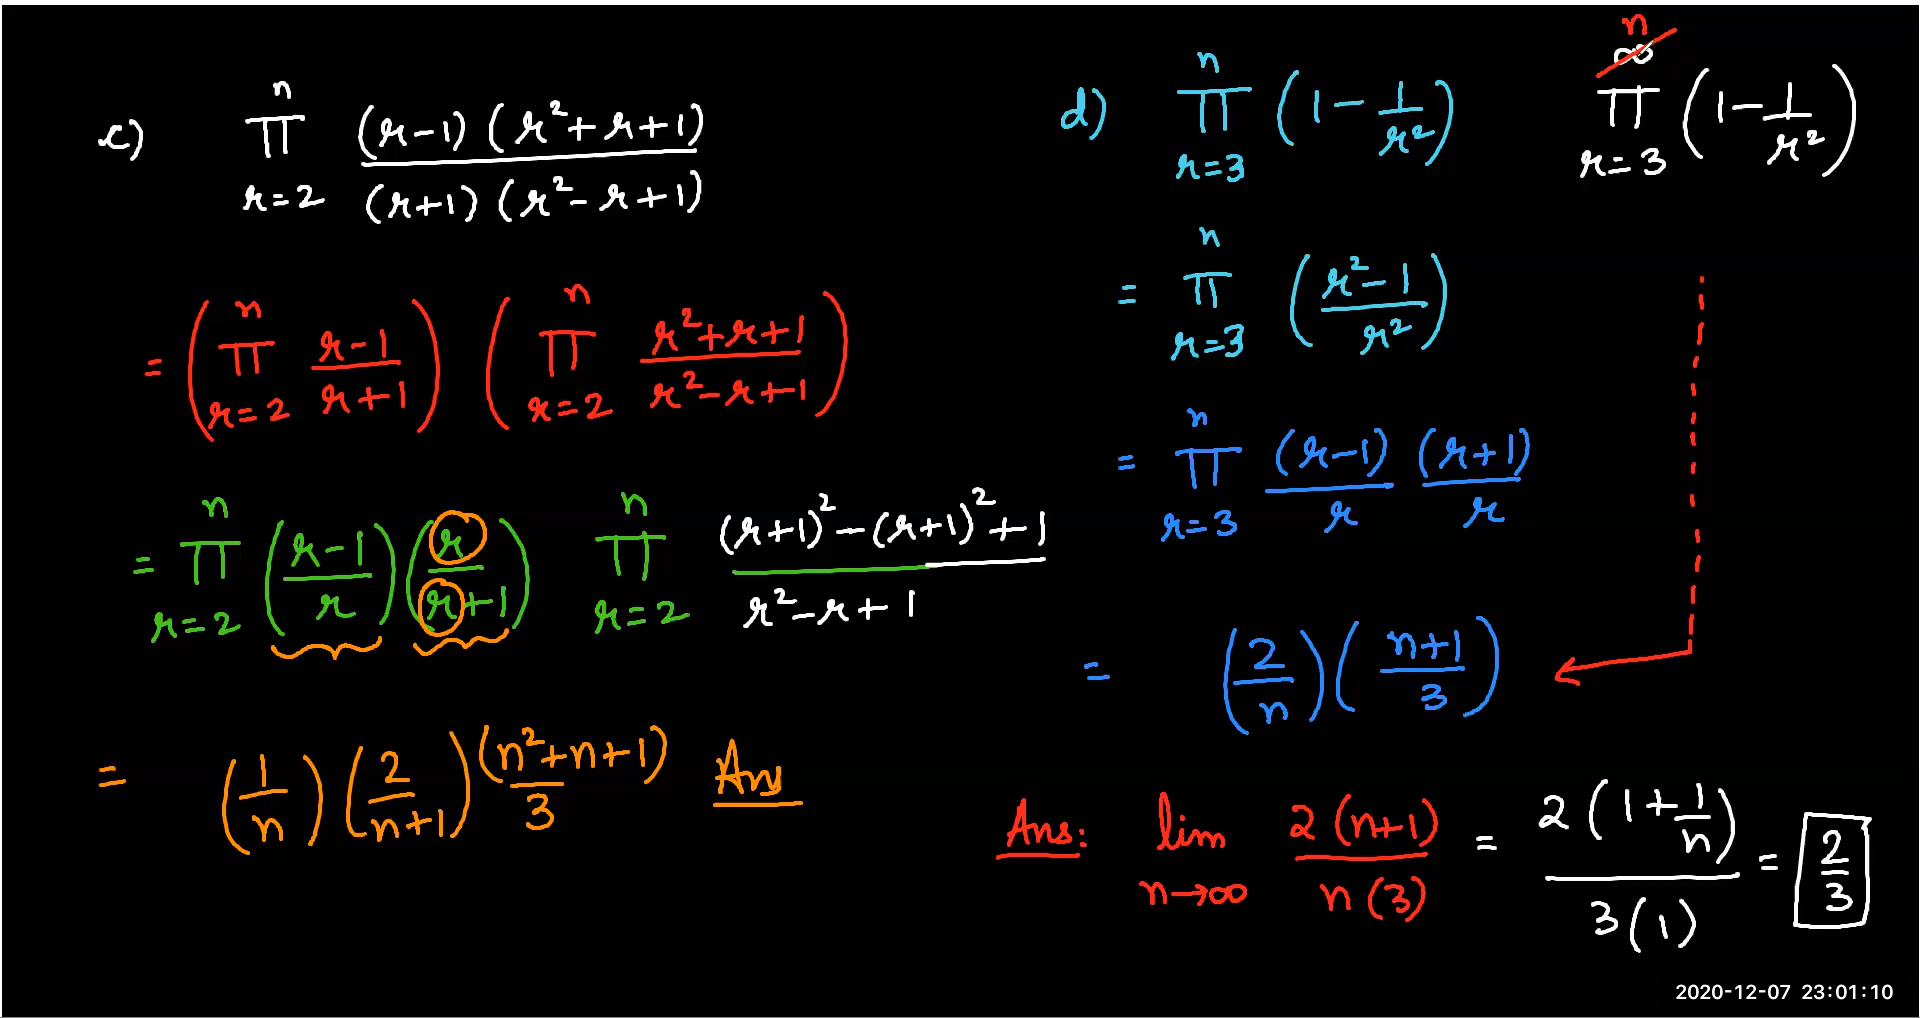 c) n∏r=2 (r-1)(r²+r+1) / (r+1)(r²-r+1)
= (n∏r=2 r-1 / r+1) (n∏r=2 r²+r+1 / r²-r+1)
= n∏r=2 (r-1 / r) (r / r+1) n∏r=2 (r+1)²-(r+1)²+1 / r²-r+1
= (1/n) (2/n+1) (n²+n+1)/3 Ans
d) n∏r=3 (1 - 1/r²)
n ∞∏r=3 (1 - 1/r²)
= n∏r=3 (r²-1 / r²)
= n∏r=3 (r-1)/r (r+1)/r
= (2/n) (n+1 / 3)
Ans: lim n→∞ 2(n+1) / n(3) = 2(1+1/n) / 3(1) = 2/3
2020-12-07 23:01:10